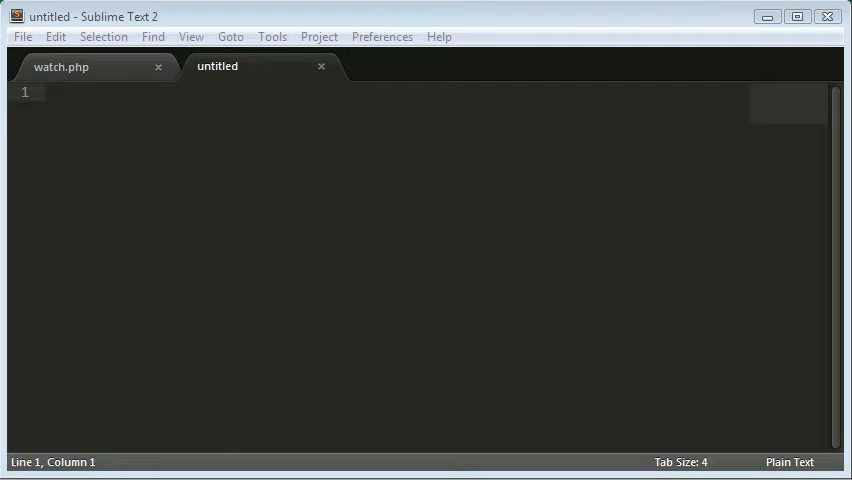 untitled - Sublime Text 2
File Edit Selection Find View Goto Tools Project Preferences Help
watch.php untitled
1
Line 1, Column 1 Tab Size: 4 Plain Text